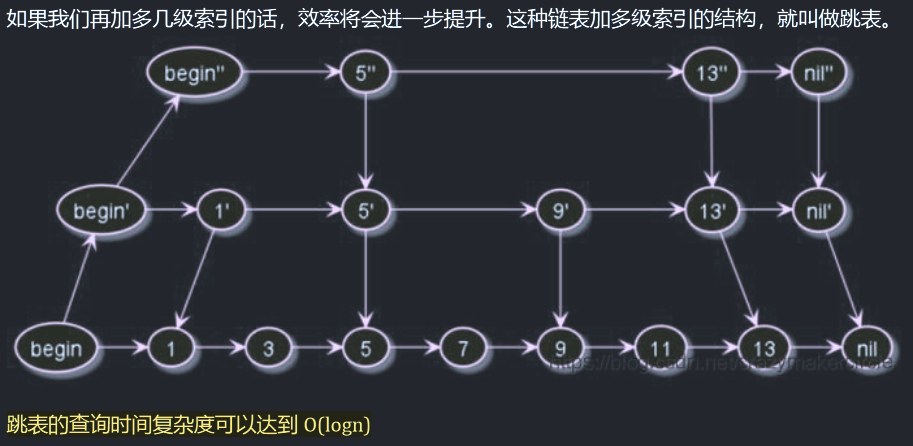 如果我们再加多几级索引的话，效率将会进一步提升。这种链表加多级索引的结构，就叫做跳表。
begin" 5" 13" nil"
begin' 1' 5' 9' 13' nil'
begin 1 3 5 7 9 11 13 nil
https://blog.csdn.net/crazymakercircle
跳表的查询时间复杂度可以达到 O(logn)